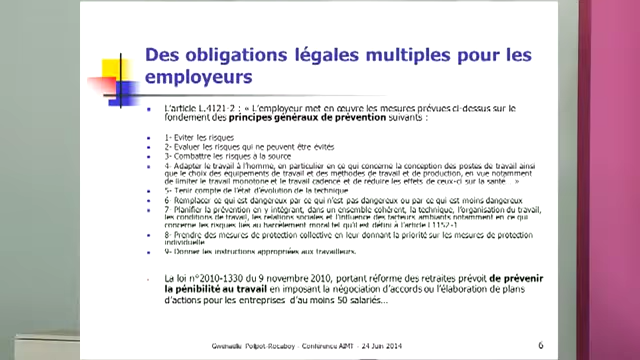 Des obligations légales multiples pour les
employeurs
L'article L.4121-2 : « L'employeur met en œuvre les mesures prévues ci-dessus sur le
fondement des principes généraux de prévention suivants :
1- Eviter les risques
2- Evaluer les risques qui ne peuvent être évités
3- Combattre les risques à la source
4- Adapter le travail à l'homme, en particulier en ce qui concerne la conception des postes de travail ainsi
que le choix des équipements de travail et des méthodes de travail et de production, en vue notamment
de limiter le travail monotone et le travail cadencé et de réduire les effets de ceux-ci sur la santé »
5- Tenir compte de l'état d'évolution de la technique
6- Remplacer ce qui est dangereux par ce qui n'est pas dangereux ou par ce qui est moins dangereux
7- Planifier la prévention en y intégrant, dans un ensemble cohérent, la technique, l'organisation du travail,
les conditions de travail, les relations sociales et l'influence des facteurs ambiants notamment en ce qui
concerne les risques liés au harcèlement moral tel qu'il est défini à l'article L1152-1
8- Prendre des mesures de protection collective en leur donnant la priorité sur les mesures de protection
individuelle
9- Donner les instructions appropriées aux travailleurs.
La loi n°2010-1330 du 9 novembre 2010, portant réforme des retraites prévoit de prévenir
la pénibilité au travail en imposant la négociation d'accords ou l'élaboration de plans
d'actions pour les entreprises d'au moins 50 salariés...
Gwenaëlle Poilpot-Rocaboy - Conférence AIMT - 24 Juin 2014
6